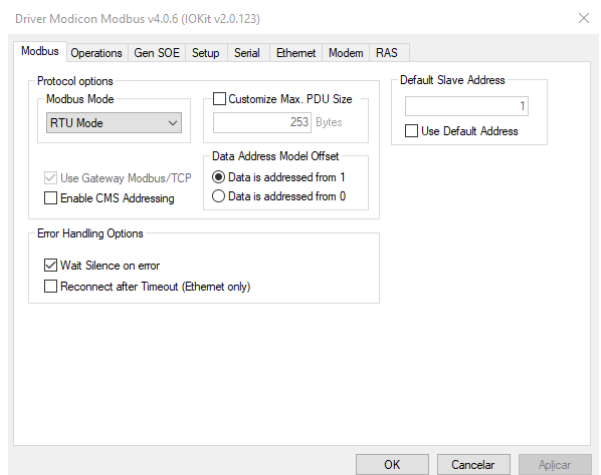 Driver Modicon Modbus v4.0.6 (IOKit v2.0.123)
Modbus Operations Gen SOE Setup Serial Ethernet Modem RAS
Protocol options
Modbus Mode
RTU Mode
Customize Max. PDU Size
253 Bytes
Use Gateway Modbus/TCP
Enable CMS Addressing
Data Address Model Offset
Data is addressed from 1
Data is addressed from 0
Default Slave Address
1
Use Default Address
Error Handling Options
Wait Silence on error
Reconnect after Timeout (Ethernet only)
OK Cancelar Aplicar